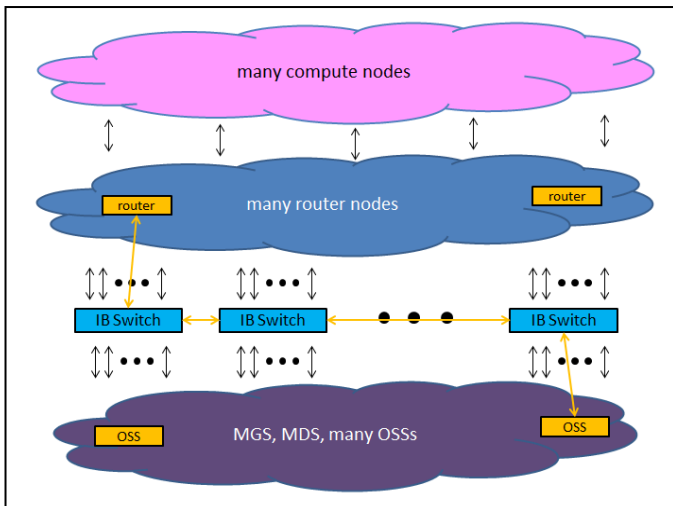 many compute nodes
router
many router nodes
router
IB Switch
IB Switch
IB Switch
OSS
MGS, MDS, many OSSs
OSS